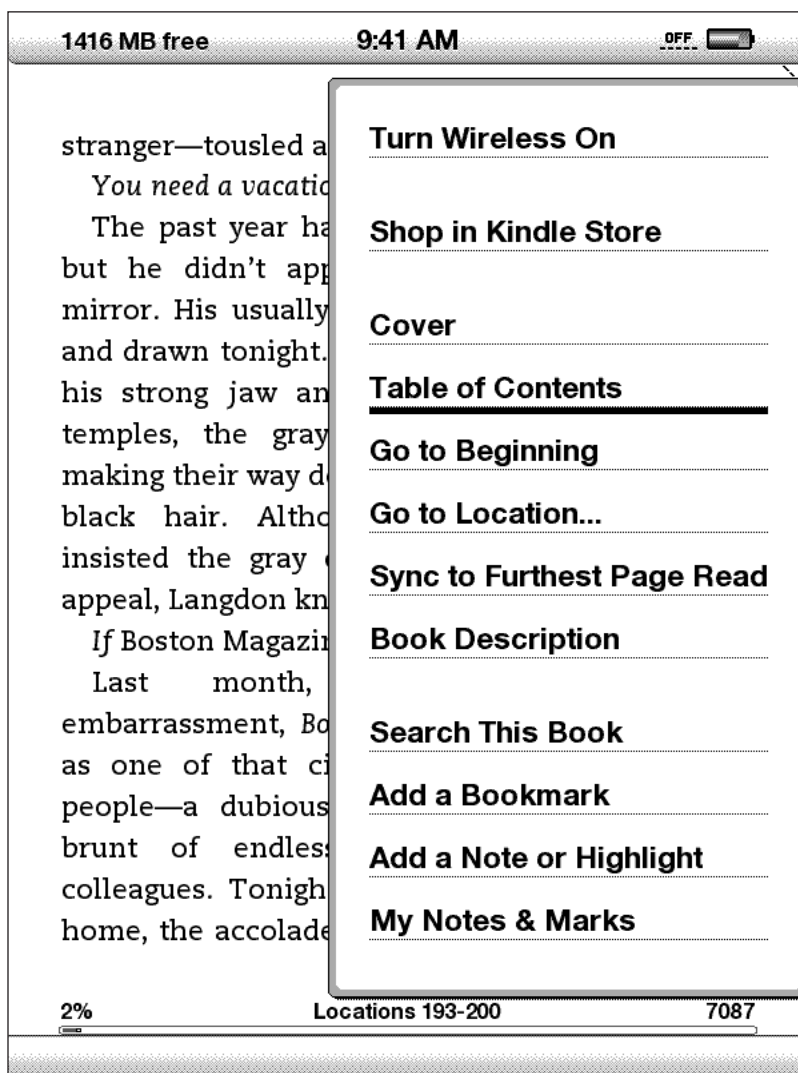 1416 MB free 9:41 AM OFF
stranger—tousled a
You need a vacatio
The past year ha
but he didn't app
mirror. His usually
and drawn tonight.
his strong jaw an
temples, the gray
making their way d
black hair. Altho
insisted the gray
appeal, Langdon kn
If Boston Magazin
Last month,
embarrassment, Bo
as one of that ci
people—a dubious
brunt of endless
colleagues. Tonigh
home, the accolade
Turn Wireless On
Shop in Kindle Store
Cover
Table of Contents
Go to Beginning
Go to Location...
Sync to Furthest Page Read
Book Description
Search This Book
Add a Bookmark
Add a Note or Highlight
My Notes & Marks
2% Locations 193-200 7087